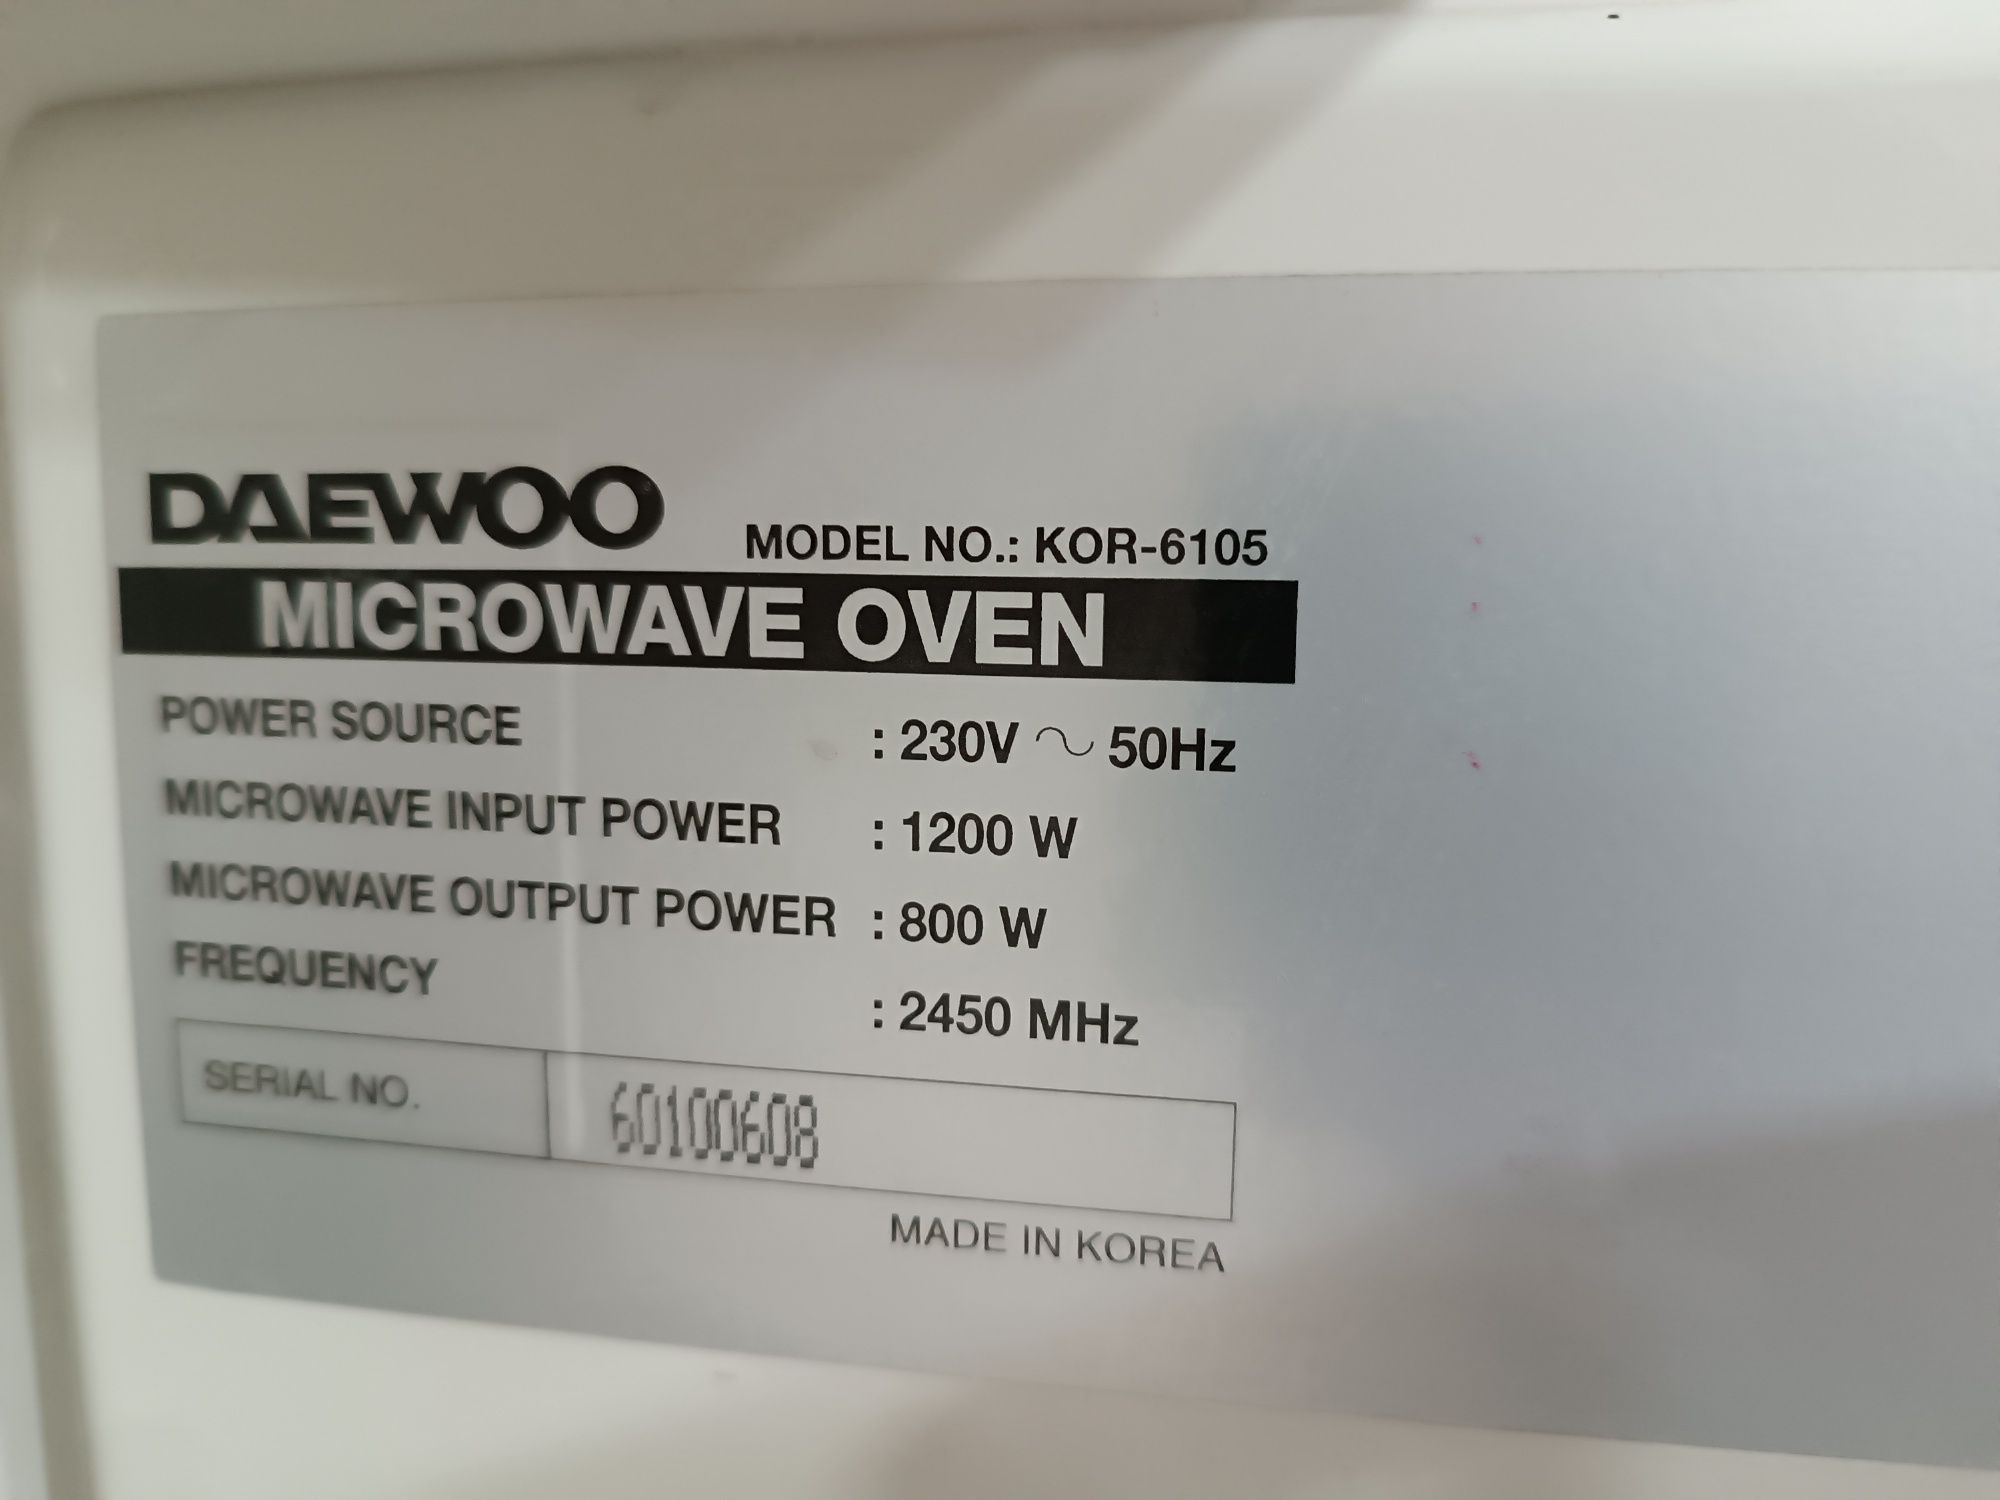 DAEWOO MODEL NO.: KOR-6105
MICROWAVE OVEN
POWER SOURCE : 230V ~ 50Hz
MICROWAVE INPUT POWER : 1200 W
MICROWAVE OUTPUT POWER : 800 W
FREQUENCY : 2450 MHz
SERIAL NO. 60100608
MADE IN KOREA